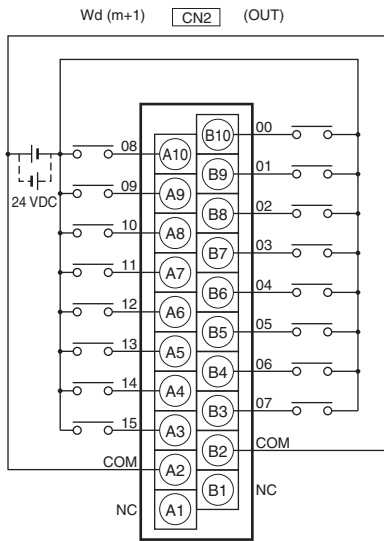 Wd (m+1) CN2 (OUT)
B10 00
08 A10
B9 01
24 VDC 09 A9
B8 02
10 A8
B7 03
11 A7
B6 04
12 A6
B5 05
13 A5
B4 06
14 A4
B3 07
15 A3
B2 COM
COM A2
B1 NC
NC A1